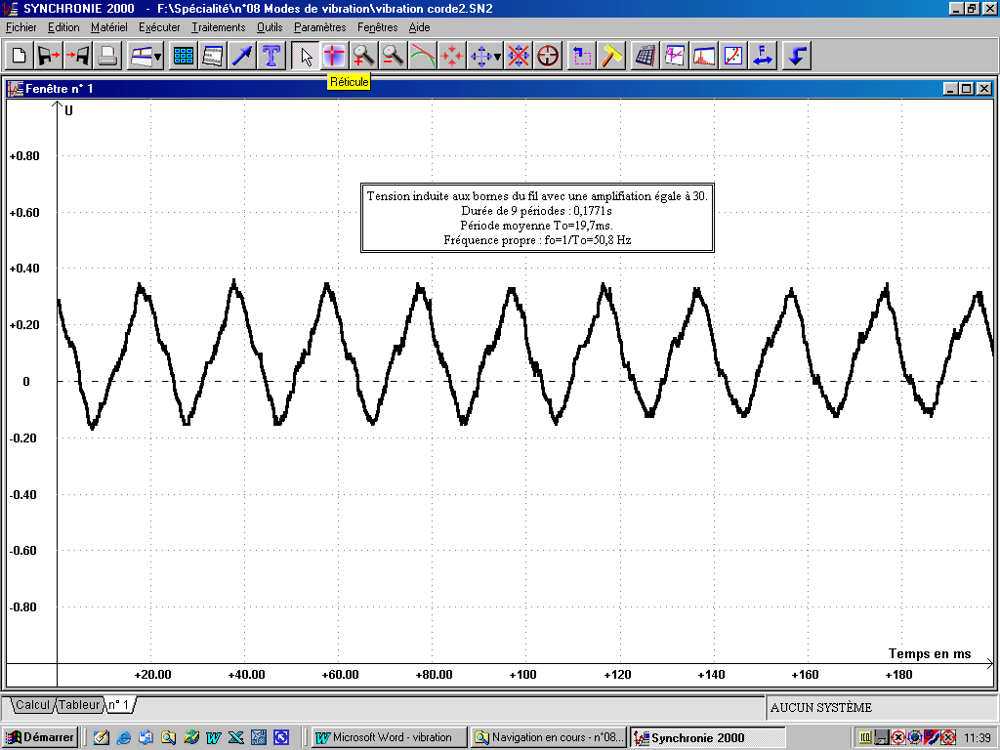 SYNCHRONIE 2000 - F:\Spécialité\n°08 Modes de vibration\vibration corde2.SN2
Fichier Edition Matériel Exécuter Traitements Outils Paramètres Fenêtres Aide
Réticule
Fenêtre n° 1
U
+0.80
+0.60
+0.40
+0.20
0
-0.20
-0.40
-0.60
-0.80
Tension induite aux bornes du fil avec une amplifiation égale à 30.
Durée de 9 périodes : 0,1771s
Période moyenne To=19,7ms.
Fréquence propre : fo=1/To=50,8 Hz
Temps en ms
+20.00 +40.00 +60.00 +80.00 +100 +120 +140 +160 +180
Calcul Tableur n° 1
AUCUN SYSTÈME
Démarrer Microsoft Word - vibration Navigation en cours - n°08... Synchronie 2000 11:39